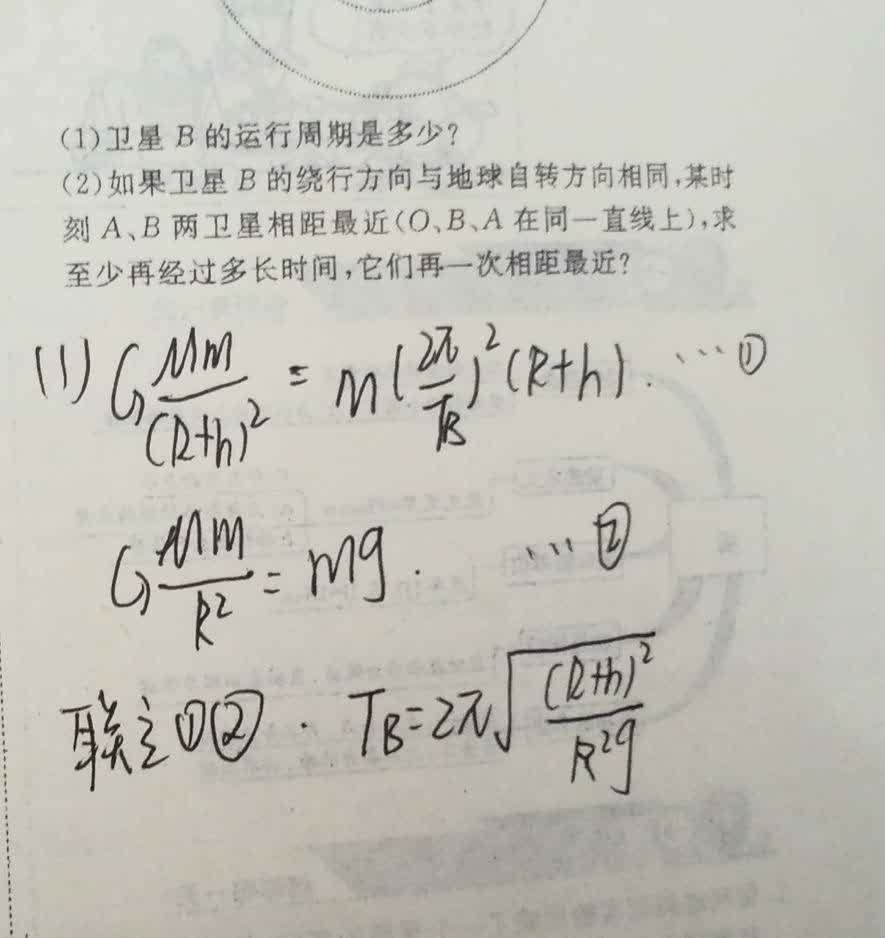 (1)卫星 B 的运行周期是多少?
(2)如果卫星 B 的绕行方向与地球自转方向相同,某时
刻 A、B 两卫星相距最近(O、B、A 在同一直线上),求
至少再经过多长时间,它们再一次相距最近?
(1) G\frac{Mm}{(R+h)^2} = m(\frac{2π}{T_B})^2(R+h). …①
G\frac{Mm}{R^2} = mg. …②
联立①②. T_B=2π\sqrt{\frac{(R+h)^2}{R^2g}}